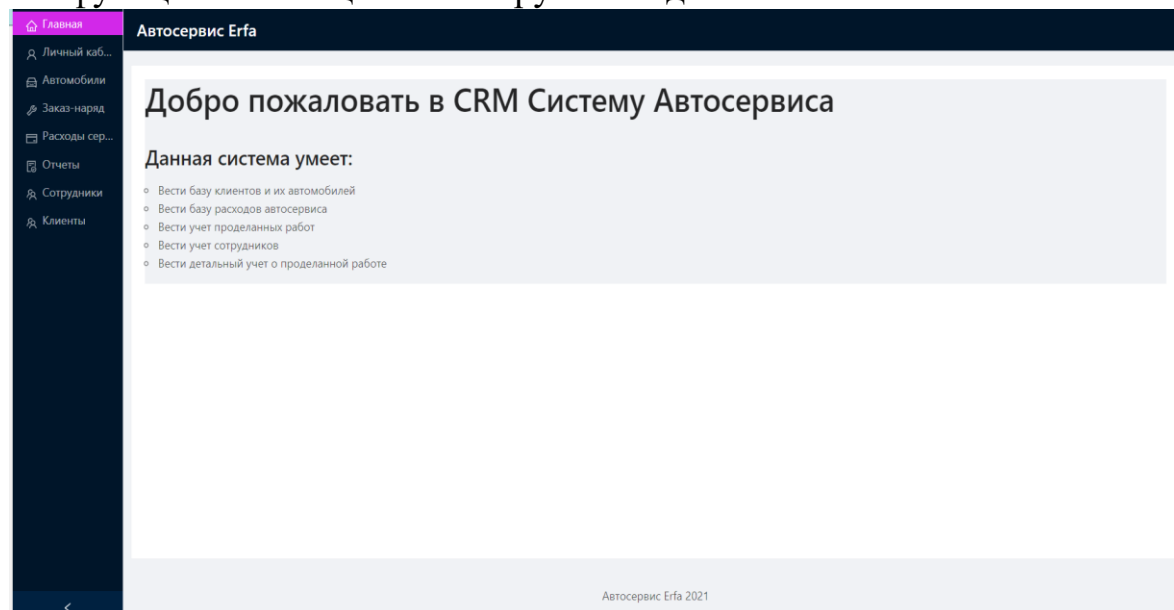 Главная
Личный каб...
Автомобили
Заказ-наряд
Расходы сер...
Отчеты
Сотрудники
Клиенты
Автосервис Erfa
Добро пожаловать в CRM Систему Автосервиса
Данная система умеет:
Вести базу клиентов и их автомобилей
Вести базу расходов автосервиса
Вести учет проделанных работ
Вести учет сотрудников
Вести детальный учет о проделанной работе
Автосервис Erfa 2021